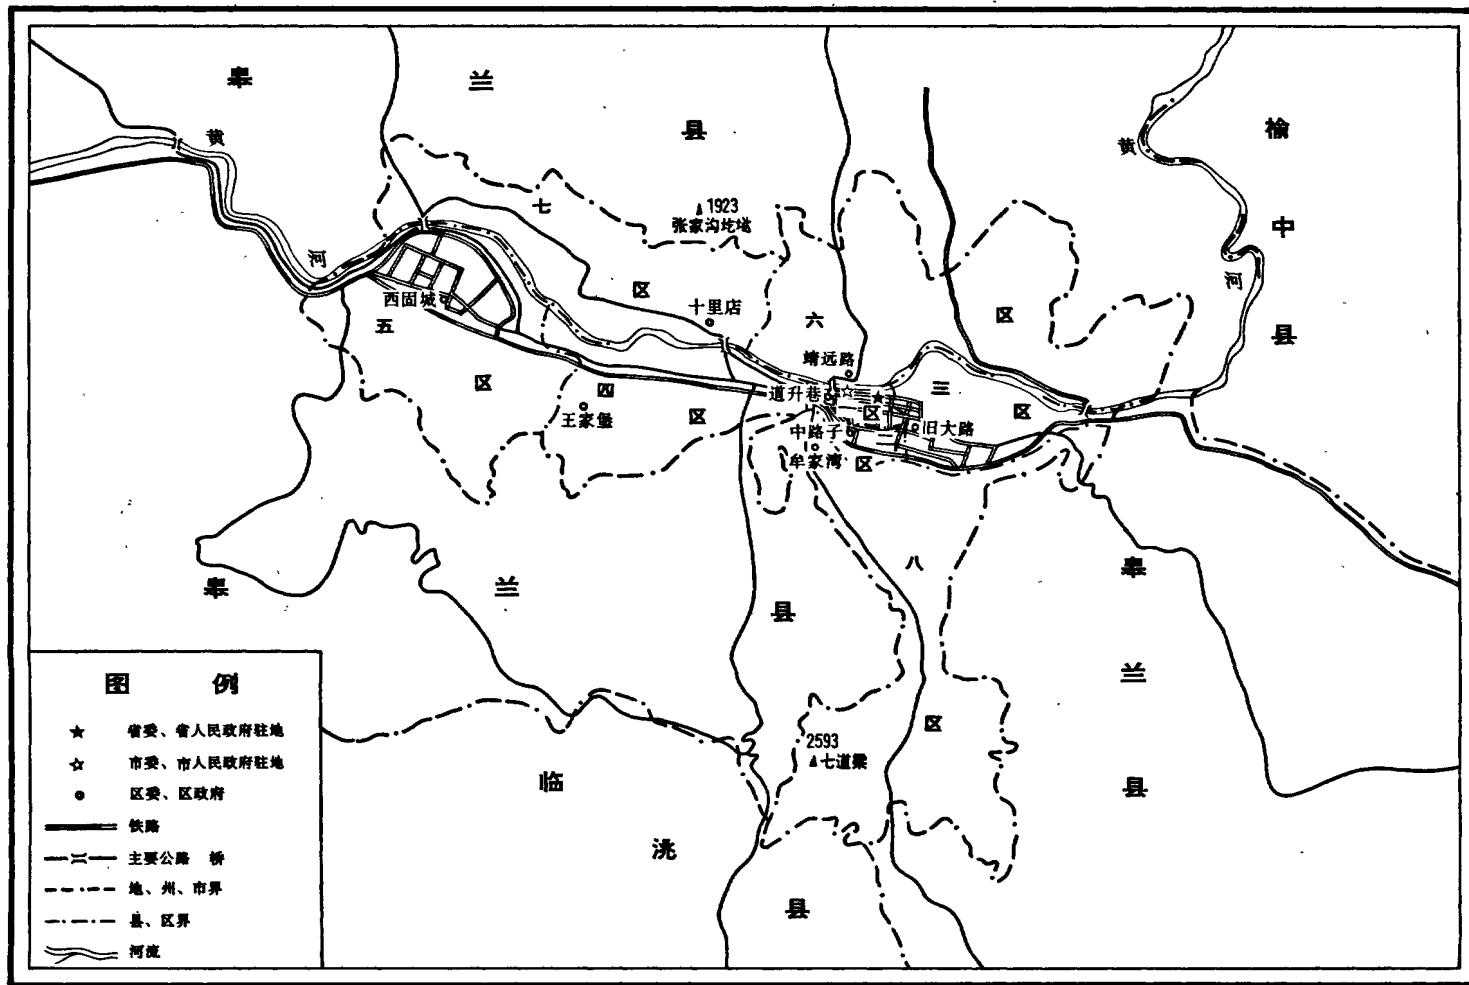 皋 兰 县
黄 河
黄 河
榆 中 县
七 区
1923
张家沟圪垯
十里店
六
区
西固城
五 区
四 区
王家堡
靖远路
道升巷
区
三 区
中路子
二
旧大路
牟家湾
区
八 区
皋 兰 县
皋 兰 县
2593
七道梁
临 洮 县
图 例
省委、省人民政府驻地
市委、市人民政府驻地
区委、区政府
铁路
主要公路 桥
地、州、市界
县、区界
河流